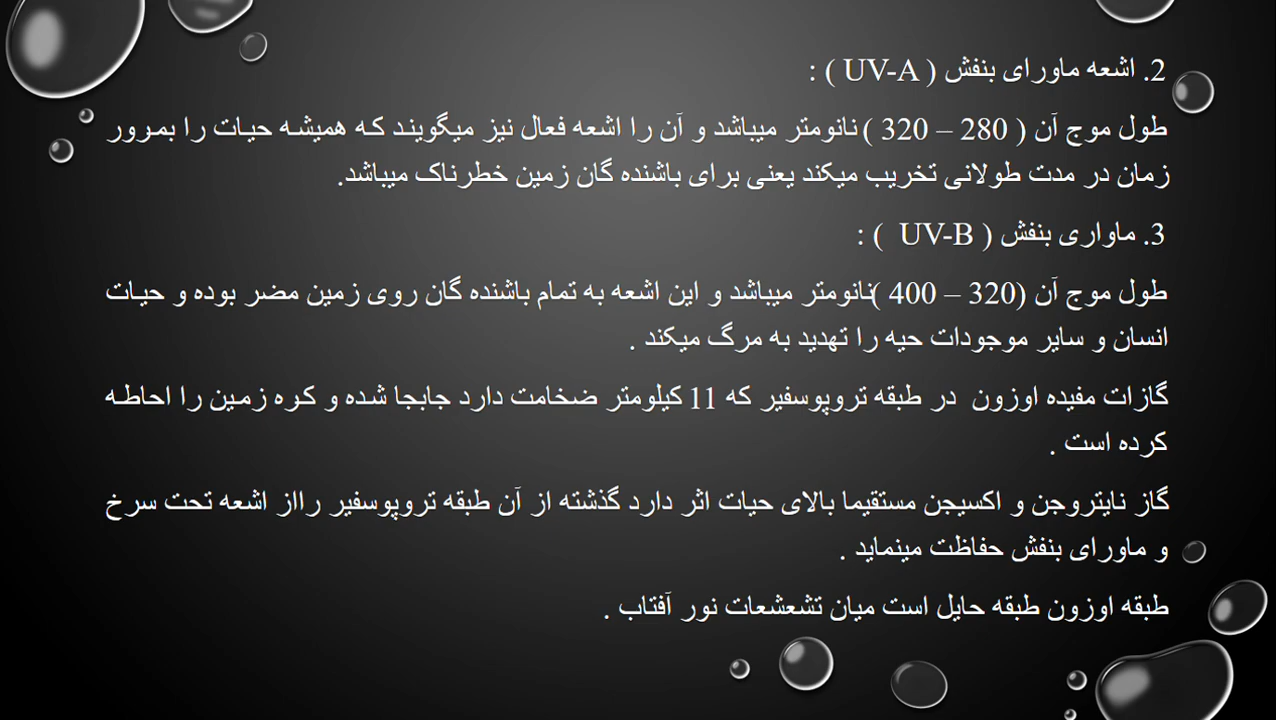 2. اشعه ماورای بنفش ( UV-A ) :
طول موج آن ( 280 – 320 ) نانومتر میباشد و آن را اشعه فعال نیز میگویند که همیشه حیات را بمرور
زمان در مدت طولانی تخریب میکند یعنی برای باشنده گان زمین خطرناک میباشد.
3. ماواری بنفش ( UV-B ) :
طول موج آن (320 – 400 )نانومتر میباشد و این اشعه به تمام باشنده گان روی زمین مضر بوده و حیات
انسان و سایر موجودات حیه را تهدید به مرگ میکند .
گازات مفیده اوزون در طبقه تروپوسفیر که 11 کیلومتر ضخامت دارد جابجا شده و کوه زمین را احاطه
کرده است .
گاز نایتروجن و اکسیجن مستقیما بالای حیات اثر دارد گذشته از آن طبقه تروپوسفیر رااز اشعه تحت سرخ
و ماورای بنفش حفاظت مینماید .
طبقه اوزون طبقه حایل است میان تشعشعات نور آفتاب .